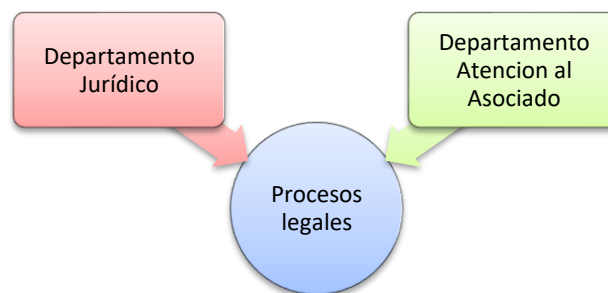 Departamento
Jurídico
Departamento
Atencion al
Asociado
Procesos
legales